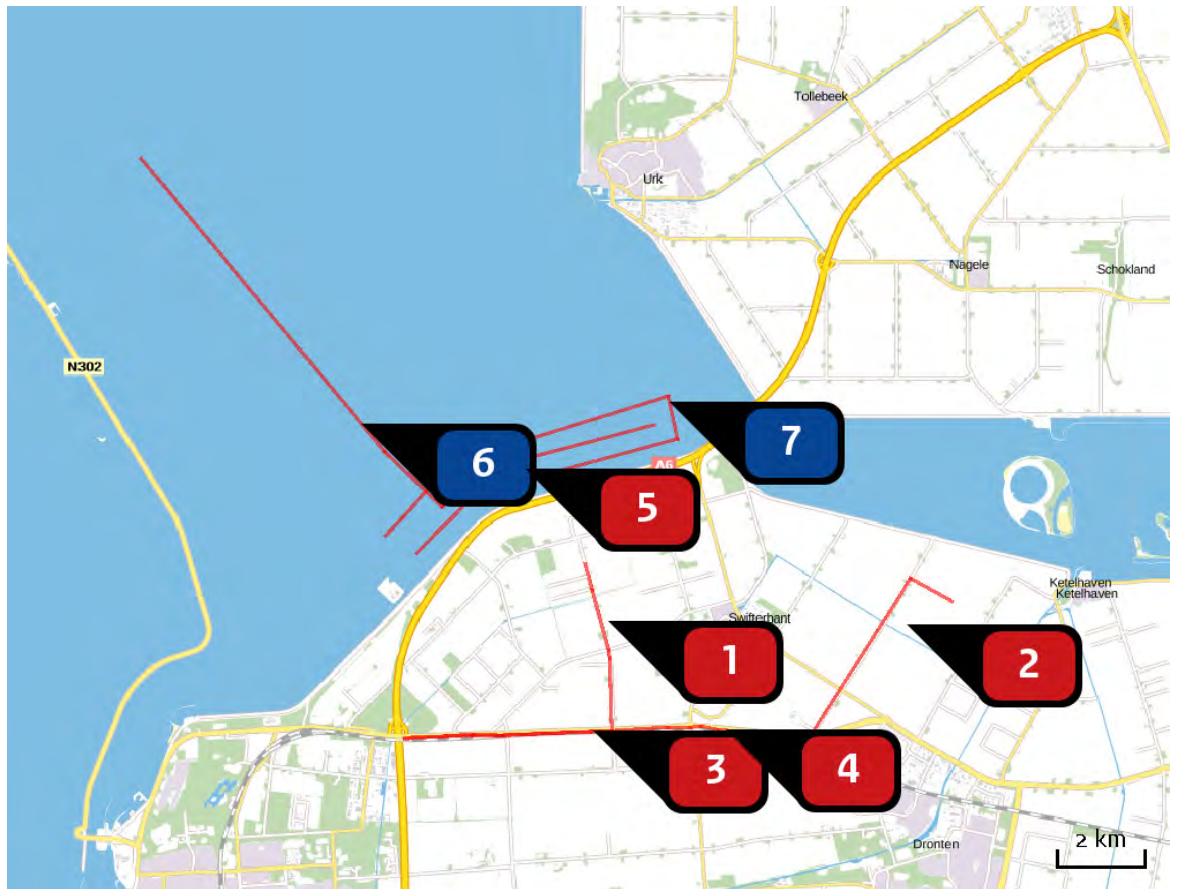 Tollebeek
Urk
Nagele
Schokland
N302
7
6
A6
5
Ketelhaven
Ketelhaven
Swifterbant
1
2
3
4
2 km
Dronten